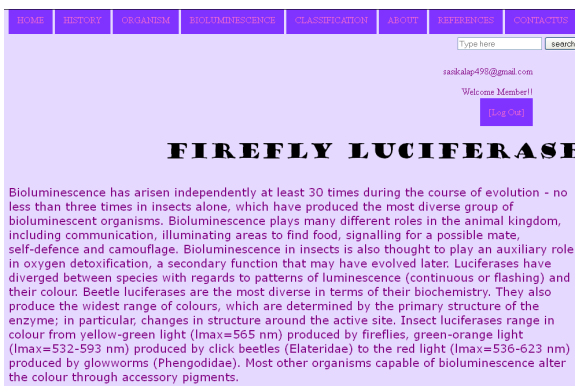 HOME HISTORY ORGANISM BIOLUMINESCENCE CLASSIFICATION ABOUT REFERENCES CONTACTUS
Type here search
sasikalap498@gmail.com
Welcome Member!!
[Log Out]
FIREFLY LUCIFERASE
Bioluminescence has arisen independently at least 30 times during the course of evolution - no
less than three times in insects alone, which have produced the most diverse group of
bioluminescent organisms. Bioluminescence plays many different roles in the animal kingdom,
including communication, illuminating areas to find food, signalling for a possible mate,
self-defence and camouflage. Bioluminescence in insects is also thought to play an auxiliary role
in oxygen detoxification, a secondary function that may have evolved later. Luciferases have
diverged between species with regards to patterns of luminescence (continuous or flashing) and
their colour. Beetle luciferases are the most diverse in terms of their biochemistry. They also
produce the widest range of colours, which are determined by the primary structure of the
enzyme; in particular, changes in structure around the active site. Insect luciferases range in
colour from yellow-green light (lmax=565 nm) produced by fireflies, green-orange light
(lmax=532-593 nm) produced by click beetles (Elateridae) to the red light (lmax=536-623 nm)
produced by glowworms (Phengodidae). Most other organisms capable of bioluminescence alter
the colour through accessory pigments.